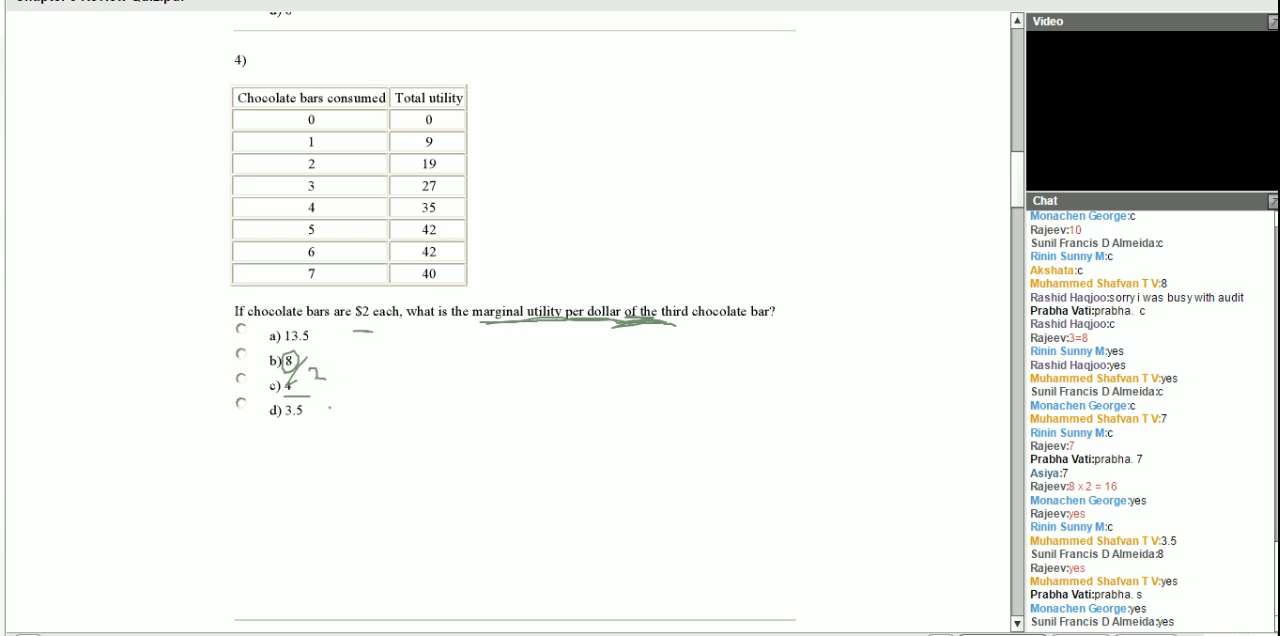 4)
Chocolate bars consumed Total utility
0 0
1 9
2 19
3 27
4 35
5 42
6 42
7 40
If chocolate bars are $2 each, what is the marginal utility per dollar of the third chocolate bar?
a) 13.5
b) 8 / 2
c) 4
d) 3.5
Video
Chat
Monachen George:c
Rajeev:10
Sunil Francis D Almeida:c
Rinin Sunny M:c
Akshata:c
Muhammed Shafvan T V:8
Rashid Haqjoo:sorry i was busy with audit
Prabha Vati:prabha. c
Rashid Haqjoo:c
Rajeev:3=8
Rinin Sunny M:yes
Rashid Haqjoo:yes
Muhammed Shafvan T V:yes
Sunil Francis D Almeida:c
Monachen George:c
Muhammed Shafvan T V:7
Rinin Sunny M:c
Rajeev:7
Prabha Vati:prabha. 7
Asiya:7
Rajeev:8 x 2 = 16
Monachen George:yes
Rajeev:yes
Rinin Sunny M:c
Muhammed Shafvan T V:3.5
Sunil Francis D Almeida:8
Rajeev:yes
Muhammed Shafvan T V:yes
Prabha Vati:prabha. s
Monachen George:yes
Sunil Francis D Almeida:yes